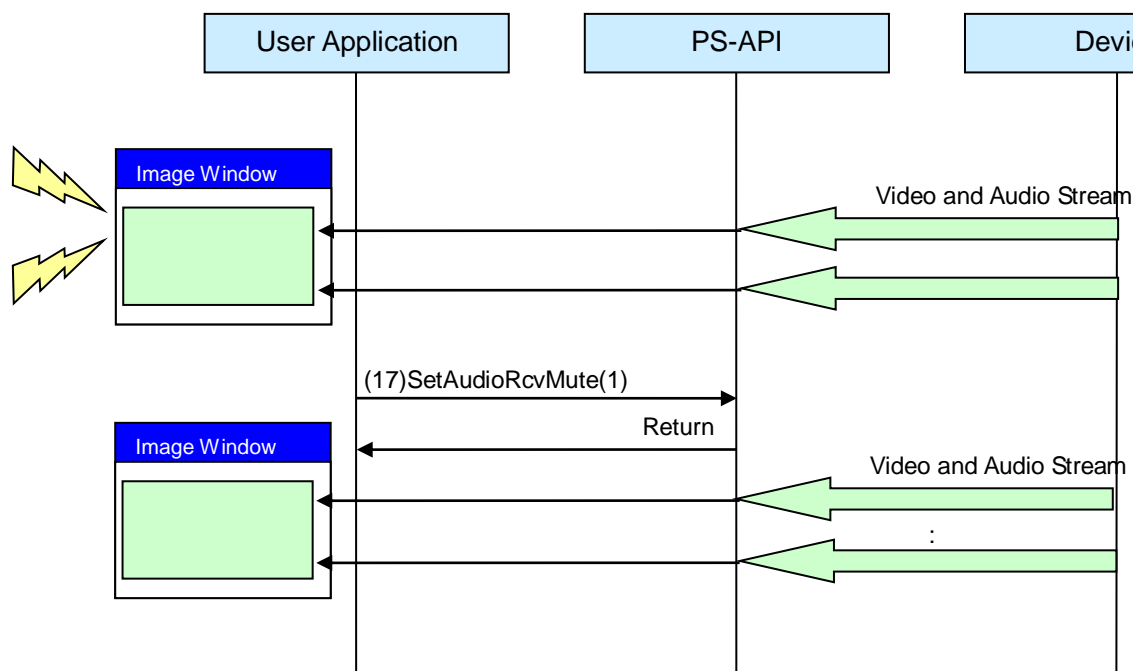 User Application
PS-API
Devi
Image Window
Video and Audio Stream
(17)SetAudioRcvMute(1)
Return
Image Window
Video and Audio Stream
: